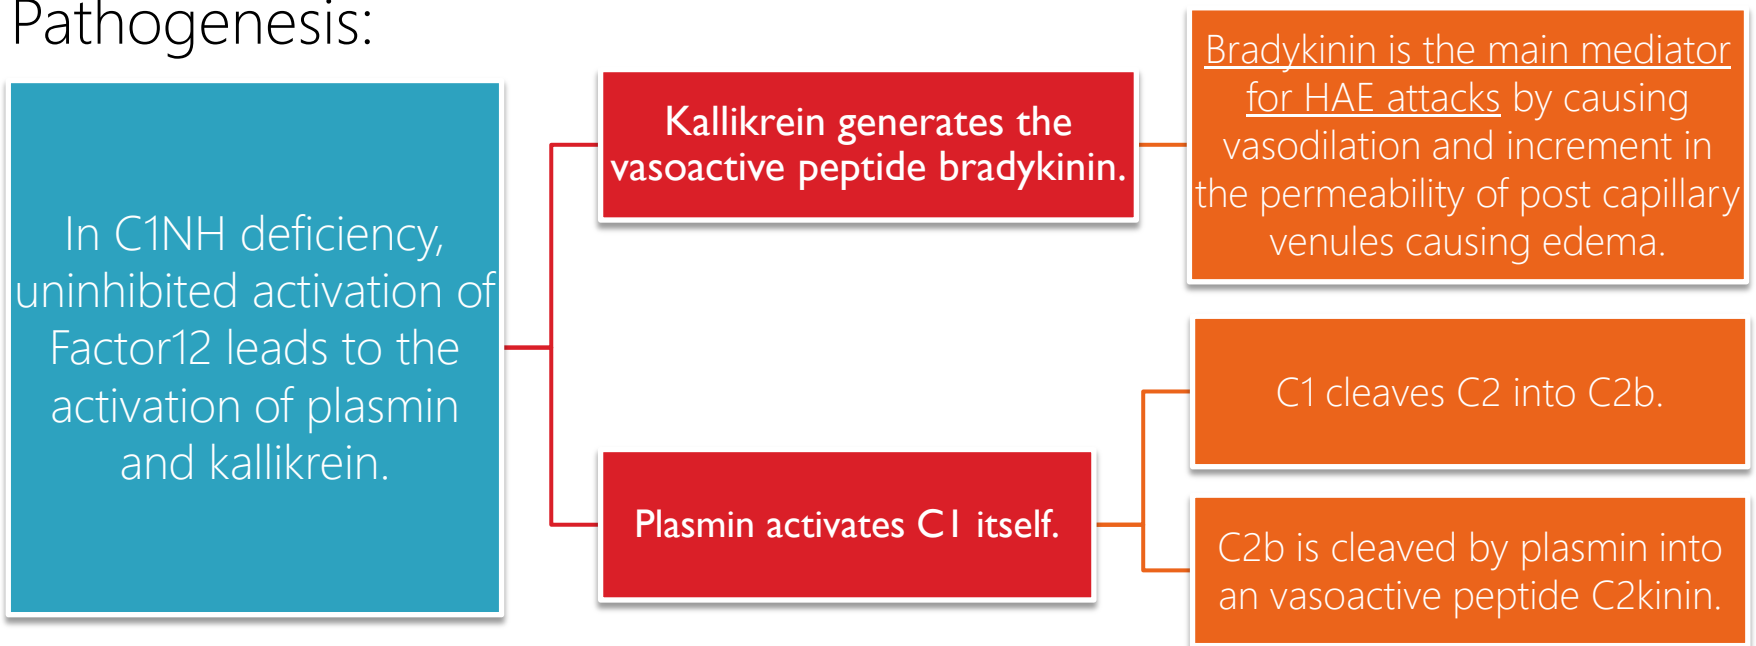 Pathogenesis:
In C1NH deficiency,
uninhibited activation of
Factor12 leads to the
activation of plasmin
and kallikrein.
Kallikrein generates the
vasoactive peptide bradykinin.
Bradykinin is the main mediator
for HAE attacks by causing
vasodilation and increment in
the permeability of post capillary
venules causing edema.
Plasmin activates C1 itself.
C1 cleaves C2 into C2b.
C2b is cleaved by plasmin into
an vasoactive peptide C2kinin.